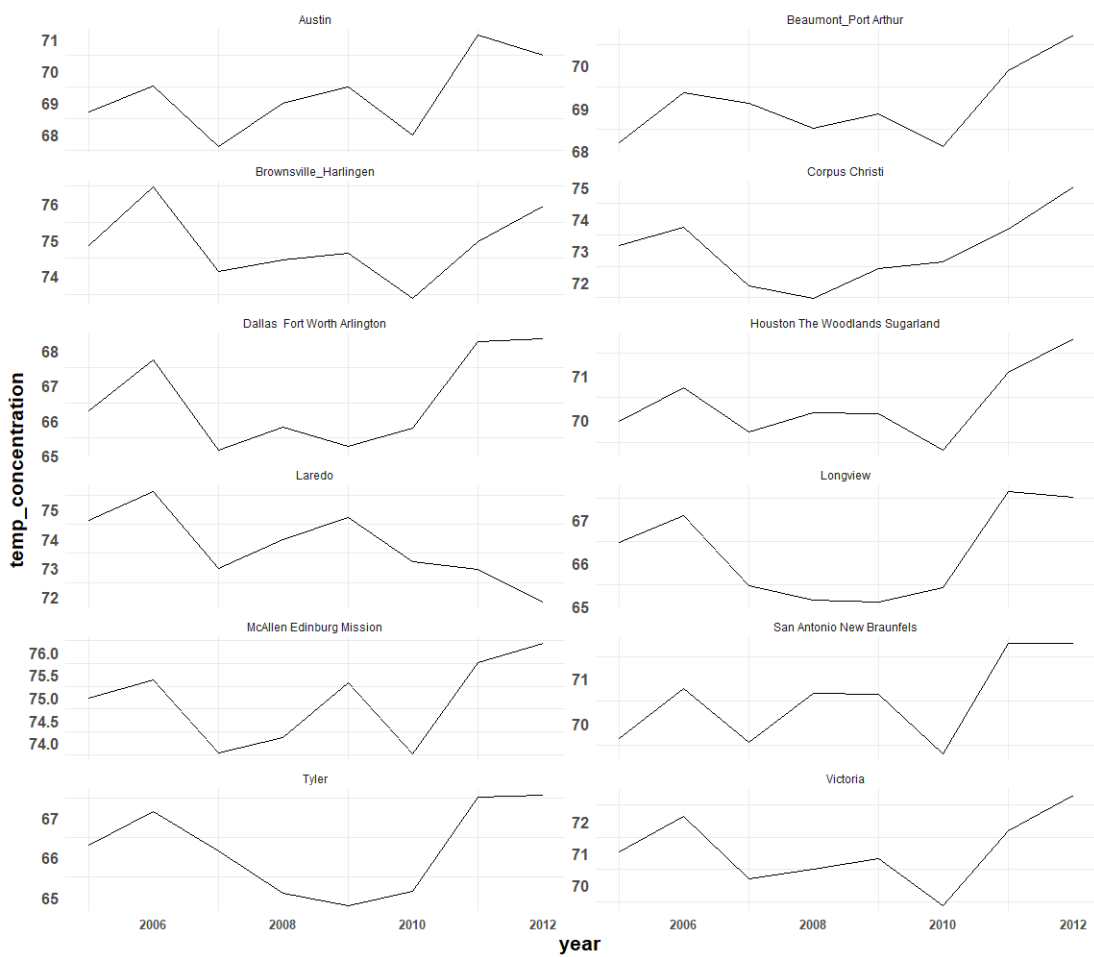 Austin
71
70
69
68
Beaumont_Port Arthur
70
69
68
Brownsville_Harlingen
76
75
74
Corpus Christi
75
74
73
72
Dallas  Fort Worth Arlington
68
67
66
65
Houston The Woodlands Sugarland
71
70
Laredo
75
74
73
72
Longview
67
66
65
McAllen Edinburg Mission
76.0
75.5
75.0
74.5
74.0
San Antonio New Braunfels
71
70
Tyler
67
66
65
Victoria
72
71
70
2006 2008 2010 2012
2006 2008 2010 2012
year
temp_concentration